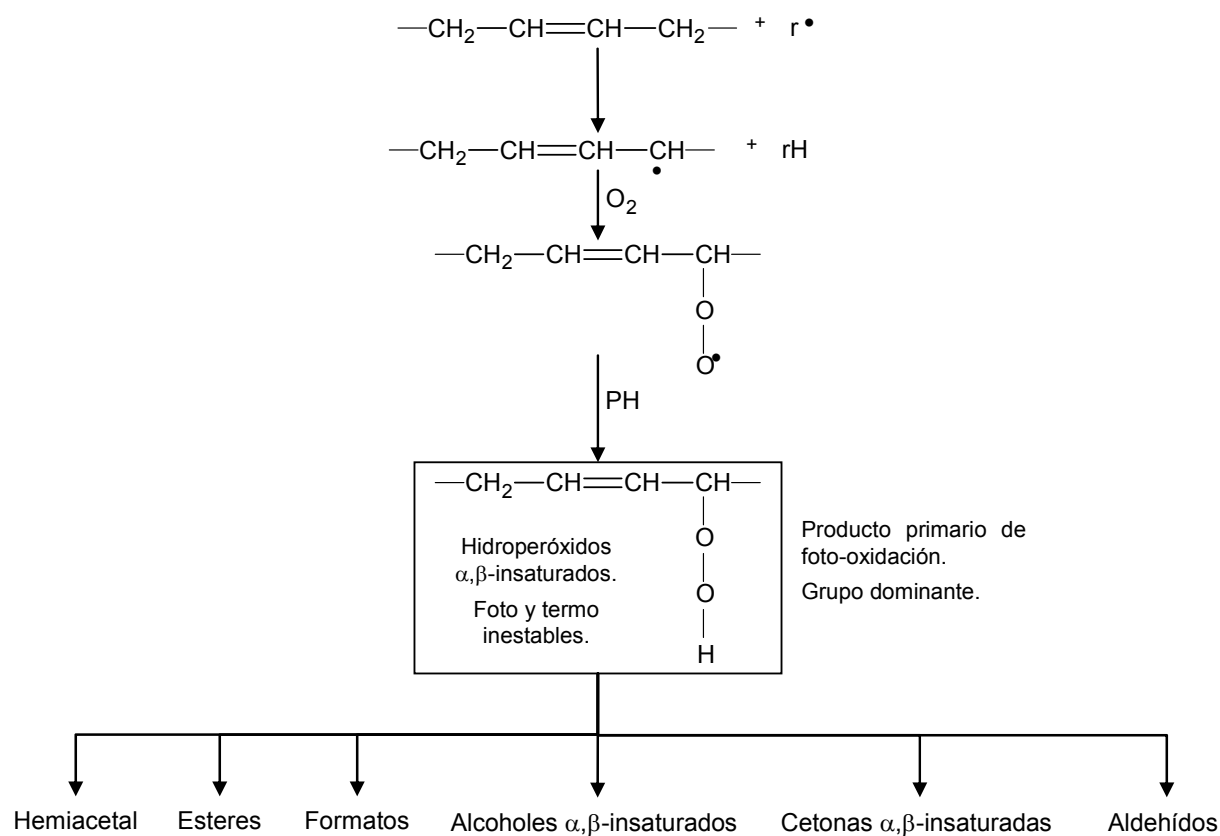 —CH2—CH=CH—CH2— + r•
—CH2—CH=CH—CH— + rH
•
O2
—CH2—CH=CH—CH—
O
O•
PH
—CH2—CH=CH—CH—
O
O
H
Hidroperóxidos
α,β-insaturados.
Foto y termo
inestables.
Producto primario de
foto-oxidación.
Grupo dominante.
Hemiacetal Esteres Formatos Alcoholes α,β-insaturados Cetonas α,β-insaturadas Aldehídos